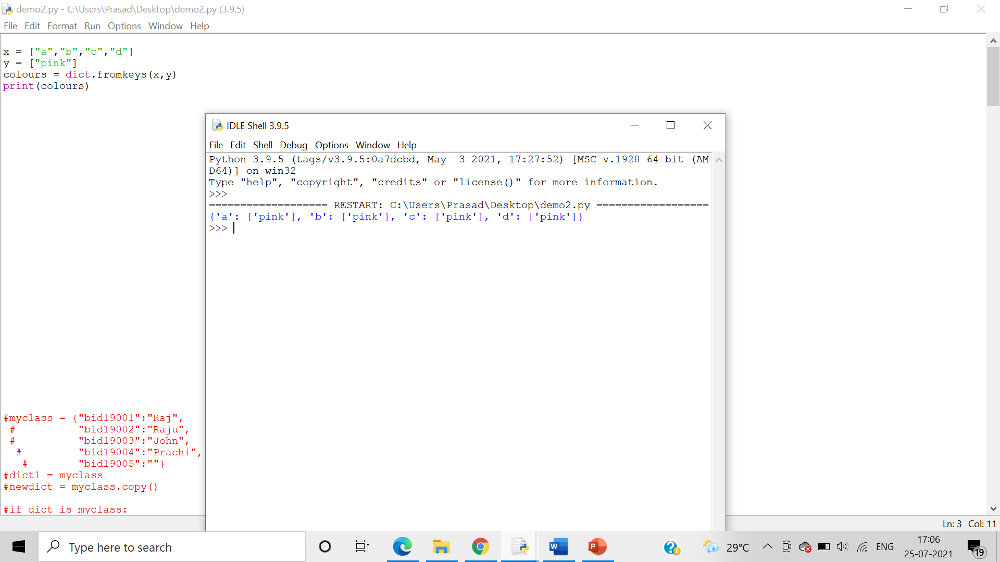 demo2.py - C:\Users\Prasad\Desktop\demo2.py (3.9.5)
File Edit Format Run Options Window Help
x = ["a","b","c","d"]
y = ["pink"]
colours = dict.fromkeys(x,y)
print(colours)
IDLE Shell 3.9.5
File Edit Shell Debug Options Window Help
Python 3.9.5 (tags/v3.9.5:0a7dcbd, May  3 2021, 17:27:52) [MSC v.1928 64 bit (AM
D64)] on win32
Type "help", "copyright", "credits" or "license()" for more information.
>>>
=================== RESTART: C:\Users\Prasad\Desktop\demo2.py ==================
{'a': ['pink'], 'b': ['pink'], 'c': ['pink'], 'd': ['pink']}
>>>
#myclass = {"bid19001":"Raj",
 #          "bid19002":"Raju",
 #          "bid19003":"John",
  #         "bid19004":"Prachi",
   #        "bid19005":""}
#dict1 = myclass
#newdict = myclass.copy()
#if dict is myclass:
Ln: 3 Col: 11
Type here to search
29°C
ENG
17:06
25-07-2021
19